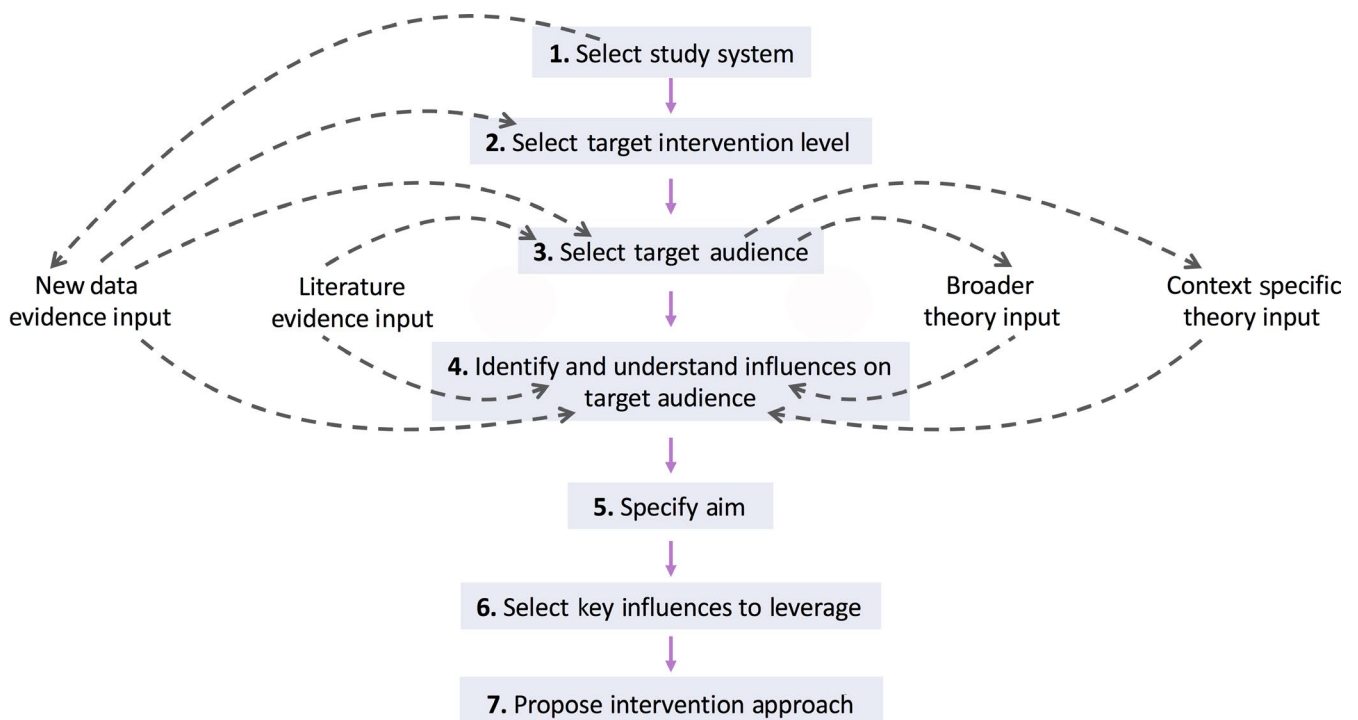 1. Select study system
2. Select target intervention level
3. Select target audience
New data
evidence input
Literature
evidence input
Broader
theory input
Context specific
theory input
4. Identify and understand influences on
target audience
5. Specify aim
6. Select key influences to leverage
7. Propose intervention approach